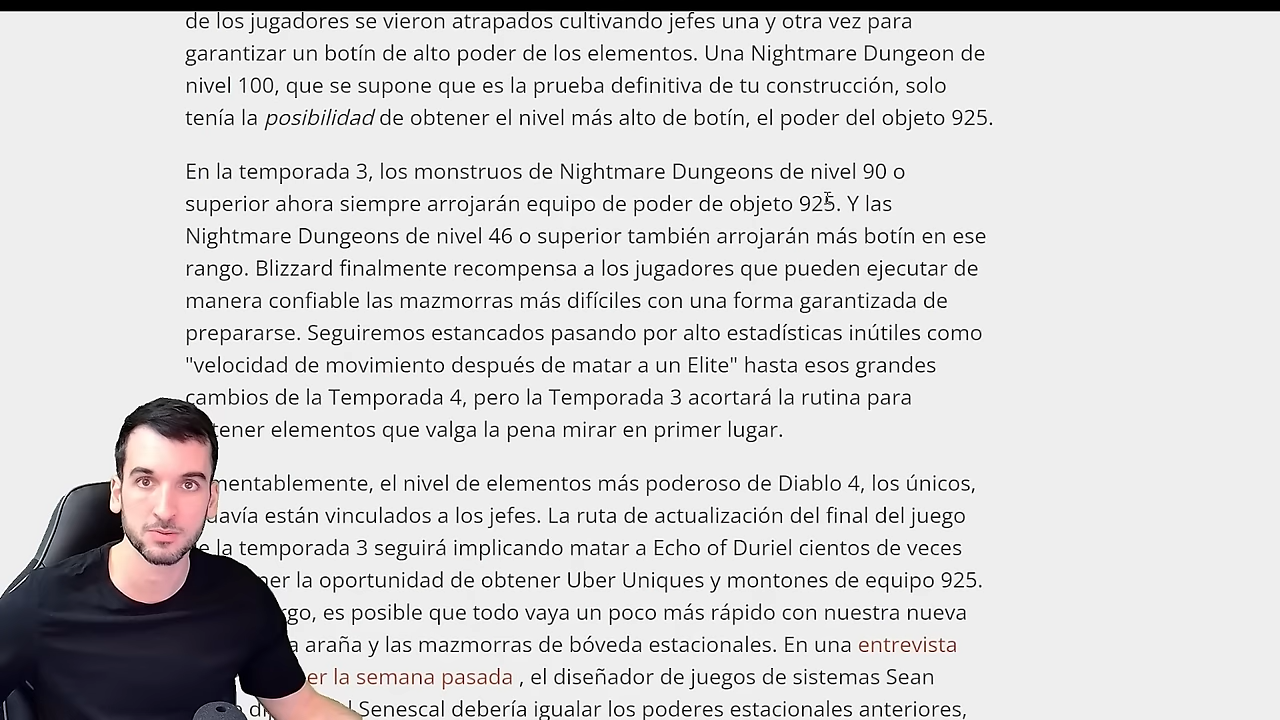 de los jugadores se vieron atrapados cultivando jefes una y otra vez para
garantizar un botín de alto poder de los elementos. Una Nightmare Dungeon de
nivel 100, que se supone que es la prueba definitiva de tu construcción, solo
tenía la posibilidad de obtener el nivel más alto de botín, el poder del objeto 925.
En la temporada 3, los monstruos de Nightmare Dungeons de nivel 90 o
superior ahora siempre arrojarán equipo de poder de objeto 925. Y las
Nightmare Dungeons de nivel 46 o superior también arrojarán más botín en ese
rango. Blizzard finalmente recompensa a los jugadores que pueden ejecutar de
manera confiable las mazmorras más difíciles con una forma garantizada de
prepararse. Seguiremos estancados pasando por alto estadísticas inútiles como
"velocidad de movimiento después de matar a un Elite" hasta esos grandes
cambios de la Temporada 4, pero la Temporada 3 acortará la rutina para
tener elementos que valga la pena mirar en primer lugar.
mentablemente, el nivel de elementos más poderoso de Diablo 4, los únicos,
davía están vinculados a los jefes. La ruta de actualización del final del juego
la temporada 3 seguirá implicando matar a Echo of Duriel cientos de veces
ner la oportunidad de obtener Uber Uniques y montones de equipo 925.
rgo, es posible que todo vaya un poco más rápido con nuestra nueva
araña y las mazmorras de bóveda estacionales. En una entrevista
er la semana pasada , el diseñador de juegos de sistemas Sean
Senescal debería igualar los poderes estacionales anteriores,